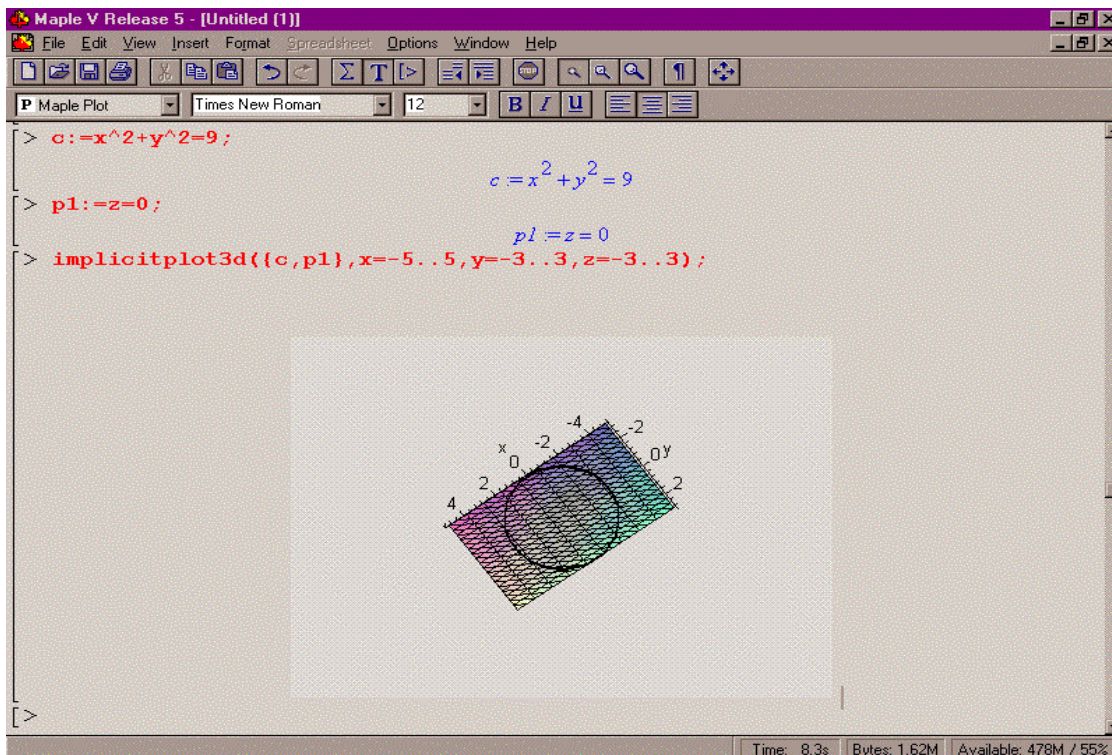 Maple V Release 5 - [Untitled (1)]
File Edit View Insert Format Spreadsheet Options Window Help
Σ T [> STOP ¶
P Maple Plot Times New Roman 12 B I u
[> c:=x^2+y^2=9;
c := x² + y² = 9
[> p1:=z=0;
p1 := z = 0
[> implicitplot3d({c,p1},x=-5..5,y=-3..3,z=-3..3);
-4 -2
x -2 0 y
0
2 2
4
[>
Time: 8.3s Bytes: 1.62M Available: 478M / 55%